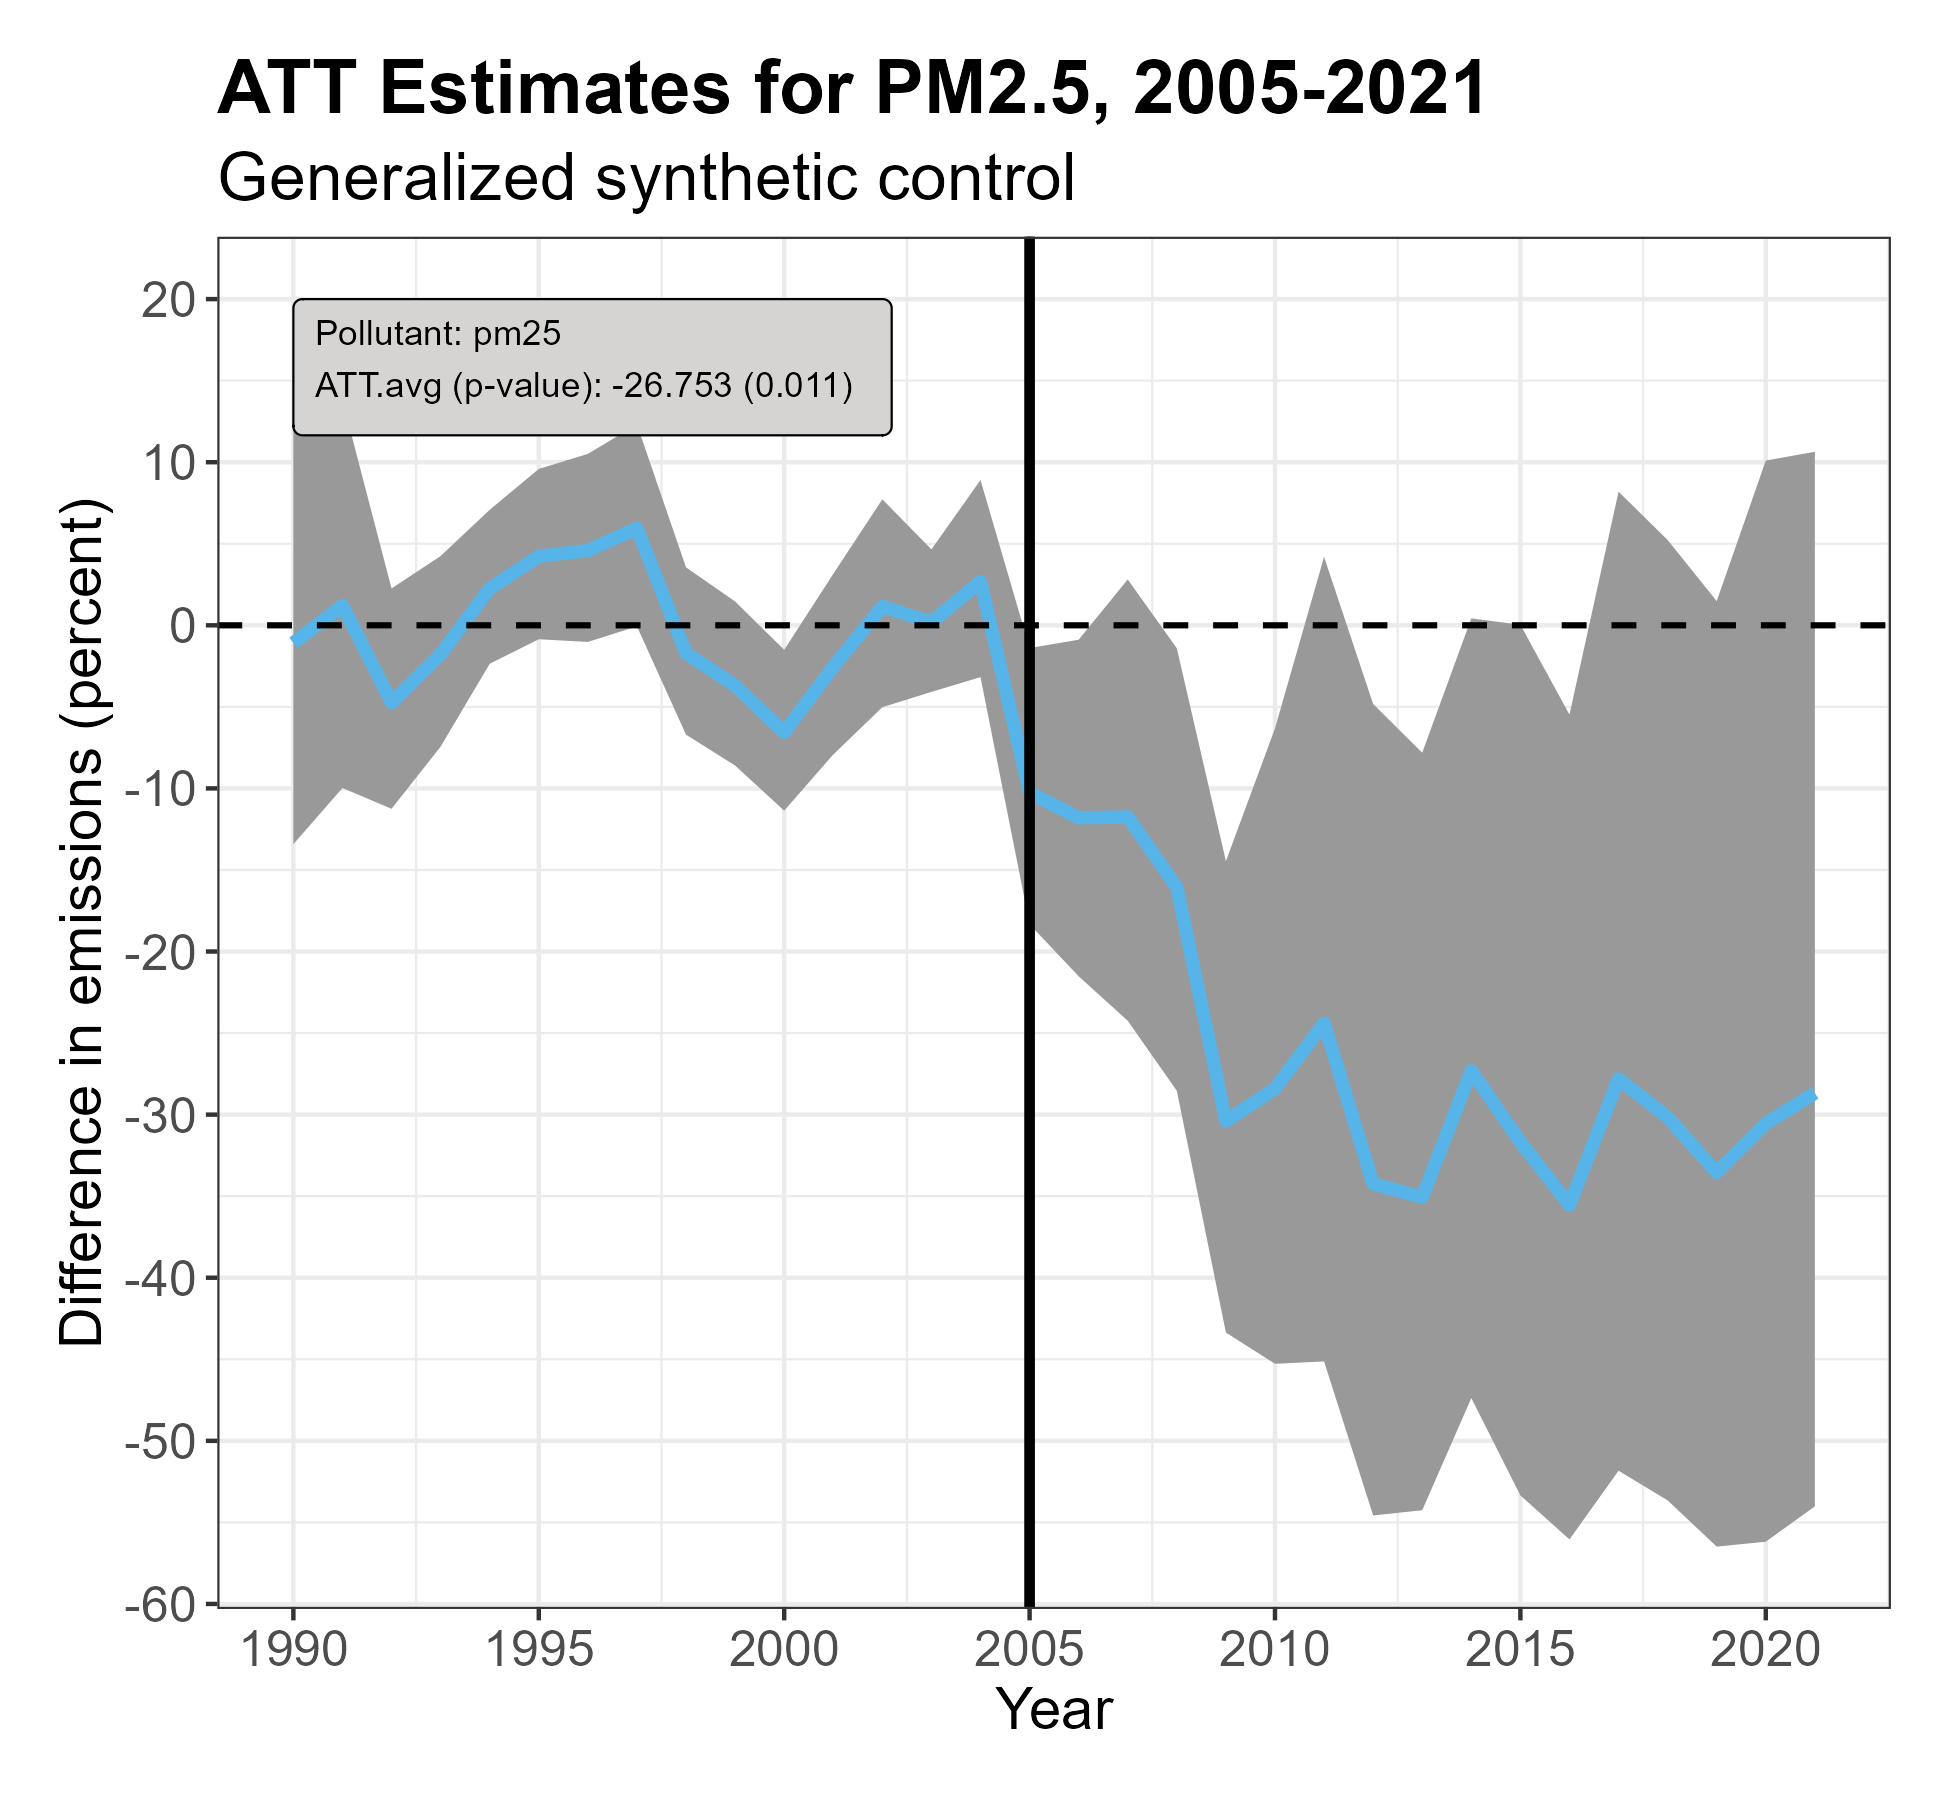 ATT Estimates for PM2.5, 2005-2021
Generalized synthetic control
Pollutant: pm25
ATT.avg (p-value): -26.753 (0.011)
Difference in emissions (percent)
20
10
0
-10
-20
-30
-40
-50
-60
1990 1995 2000 2005 2010 2015 2020
Year